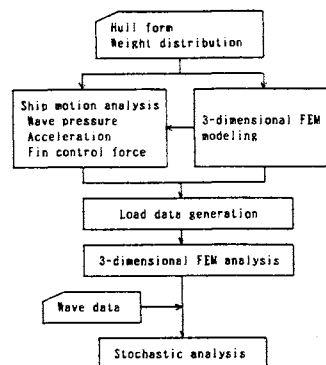 Hull form
Weight distribution
Ship motion analysis
Wave pressure
Acceleration
Fin control force
3-dimensional FEM
modeling
Load data generation
3-dimensional FEM analysis
Wave data
Stochastic analysis